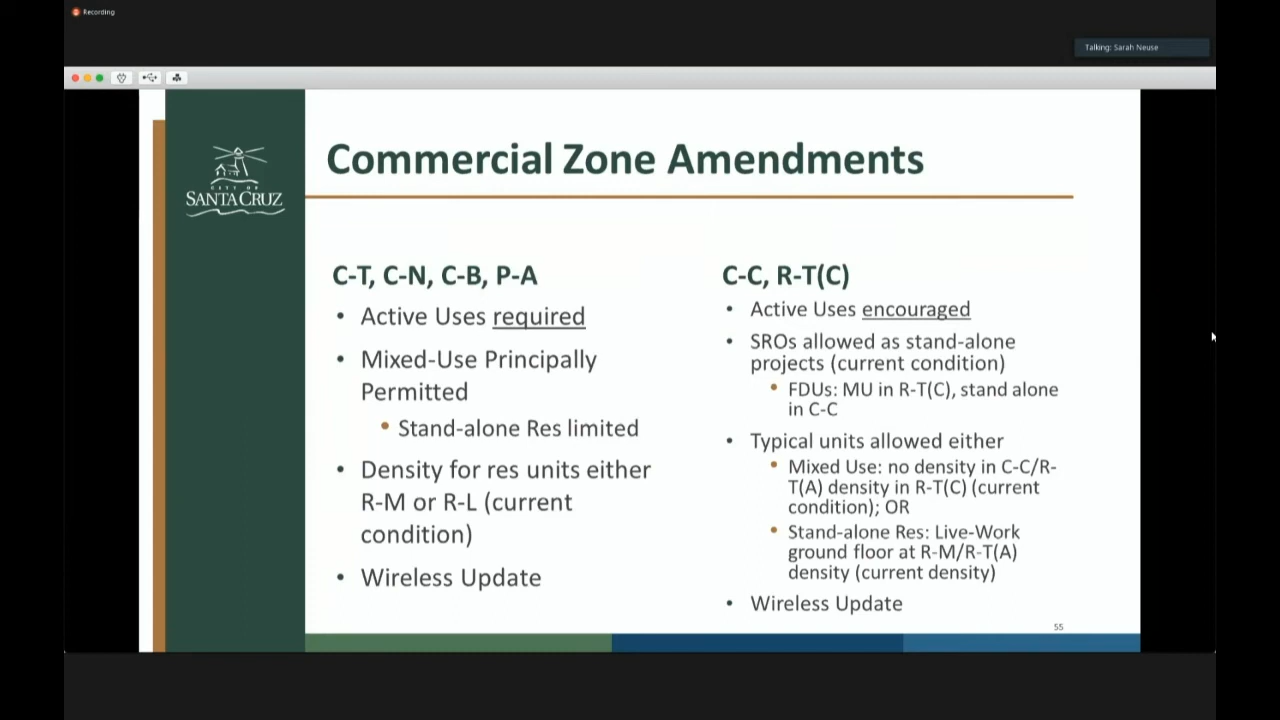 Recording
Talking: Sarah Neuse
CITY OF
SANTA CRUZ
Commercial Zone Amendments
C-T, C-N, C-B, P-A
• Active Uses required
• Mixed-Use Principally
Permitted
• Stand-alone Res limited
• Density for res units either
R-M or R-L (current
condition)
• Wireless Update
C-C, R-T(C)
• Active Uses encouraged
• SROs allowed as stand-alone
projects (current condition)
• FDUs: MU in R-T(C), stand alone
in C-C
• Typical units allowed either
• Mixed Use: no density in C-C/R-
T(A) density in R-T(C) (current
condition); OR
• Stand-alone Res: Live-Work
ground floor at R-M/R-T(A)
density (current density)
• Wireless Update
55